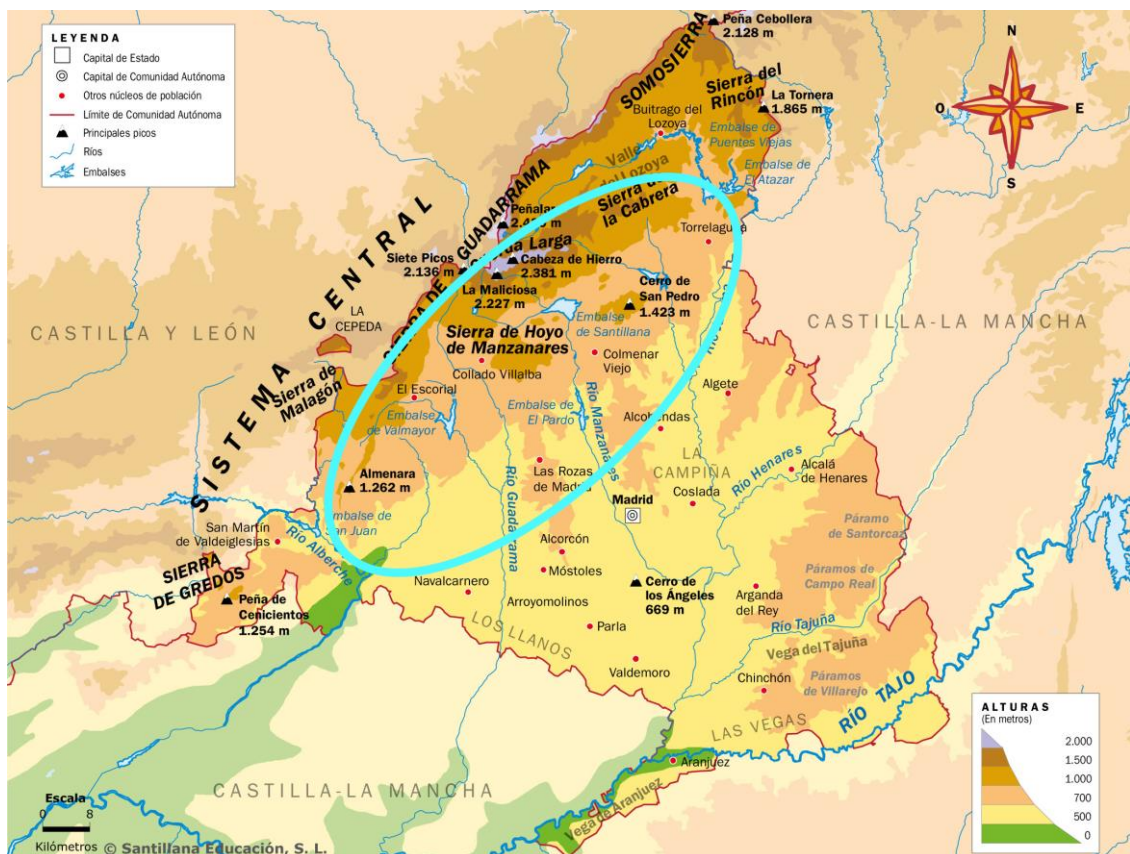 LEYENDA
Capital de Estado
Capital de Comunidad Autónoma
Otros núcleos de población
Límite de Comunidad Autónoma
Principales picos
Ríos
Embalses
Peña Cebollera
2.128 m
SOMOSIERRA
Sierra del
Rincón
La Tornera
1.865 m
N
O
E
S
Buitrago del
Lozoya
Embalse de
Puentes Viejas
Embalse de
El Atazar
Valle
del Lozoya
Sierra de
la Cabrera
Torrelaguna
SISTEMA CENTRAL
SIERRA DE GUADARRAMA
Siete Picos
2.136 m
Cabeza de Hierro
2.381 m
La Maliciosa
2.227 m
Larga
Cerro de
San Pedro
1.423 m
Embalse
de Santillana
LA
CEPEDA
CASTILLA Y LEÓN
CASTILLA-LA MANCHA
Sierra de Hoyo
de Manzanares
Sierra de
Malagón
Collado Villalba
Colmenar
Viejo
El Escorial
Embalse
de Valmayor
Embalse de
El Pardo
Río Manzanares
Algete
Alcobendas
LA
CAMPIÑA
Río Henares
Alcalá
de Henares
Almenara
1.262 m
Las Rozas
de Madrid
Río Guadarrama
Madrid
Coslada
Embalse de
San Juan
San Martín
de Valdeiglesias
Río Alberche
Páramo
de Santorcaz
Alcorcón
Móstoles
SIERRA
DE GREDOS
Peña de
Cenicientos
1.254 m
Navalcarnero
Arroyomolinos
Cerro de
los Ángeles
669 m
Páramos de
Campo Real
Arganda
del Rey
LOS LLANOS
Parla
Río Tajuña
Vega del Tajuña
Valdemoro
Chinchón
Páramos
de Villarejo
RÍO TAJO
LAS VEGAS
Aranjuez
Vega de Aranjuez
CASTILLA-LA MANCHA
ALTURAS
(En metros)
2.000
1.500
1.000
700
500
0
Escala
0 8
Kilómetros
© Santillana Educación, S. L.